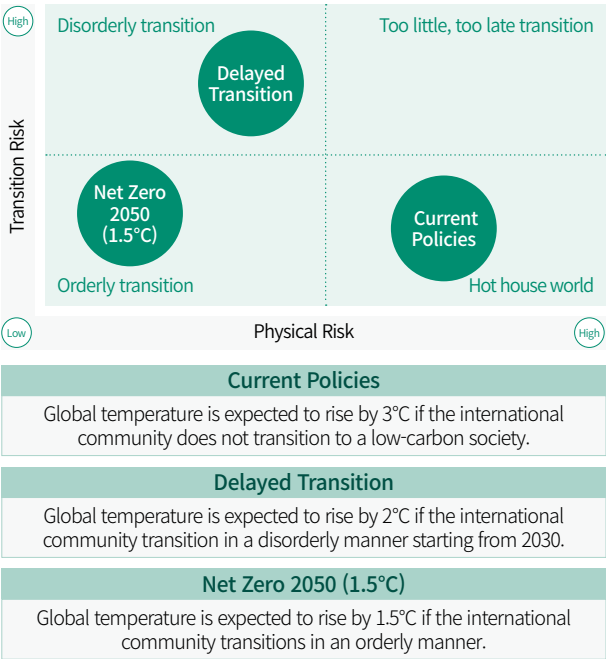 High
Disorderly transition
Too little, too late transition
Delayed
Transition
Transition Risk
Net Zero
2050
(1.5°C)
Current
Policies
Orderly transition
Hot house world
Low
Physical Risk
High
Current Policies
Global temperature is expected to rise by 3°C if the international
community does not transition to a low-carbon society.
Delayed Transition
Global temperature is expected to rise by 2°C if the international
community transition in a disorderly manner starting from 2030.
Net Zero 2050 (1.5°C)
Global temperature is expected to rise by 1.5°C if the international
community transitions in an orderly manner.